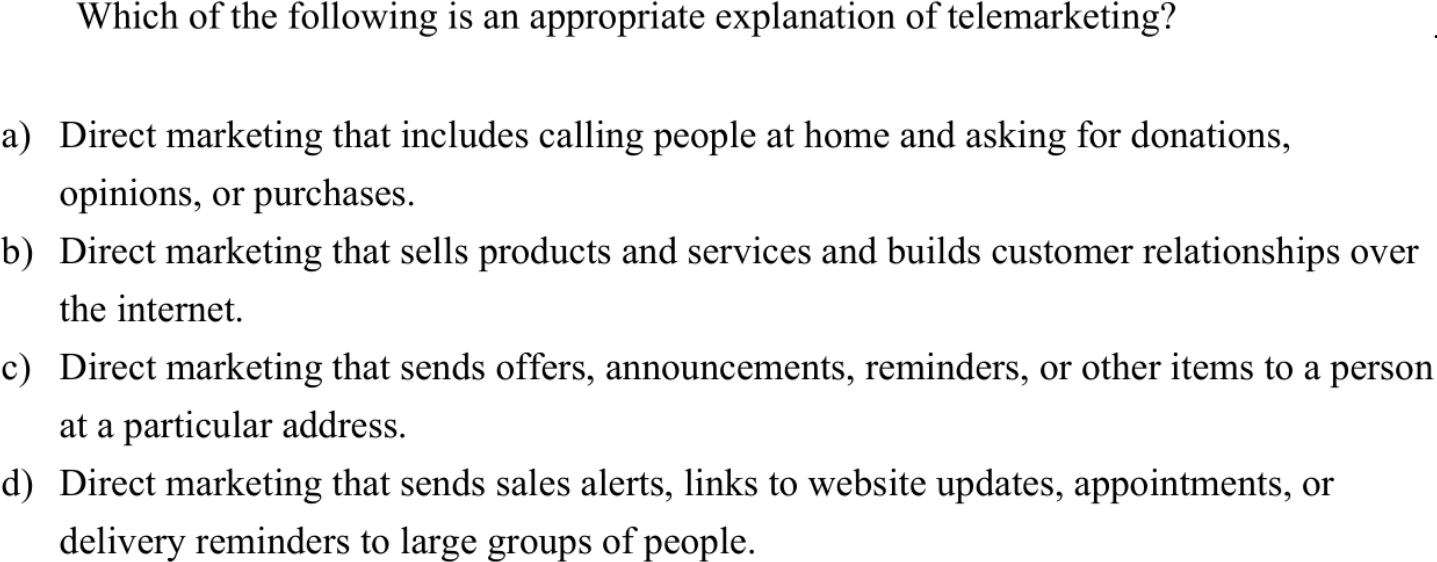 Which of the following is an appropriate explanation of telemarketing?
a) Direct marketing that includes calling people at home and asking for donations,
opinions, or purchases.
b) Direct marketing that sells products and services and builds customer relationships over
the internet.
c) Direct marketing that sends offers, announcements, reminders, or other items to a person
at a particular address.
d) Direct marketing that sends sales alerts, links to website updates, appointments, or
delivery reminders to large groups of people.